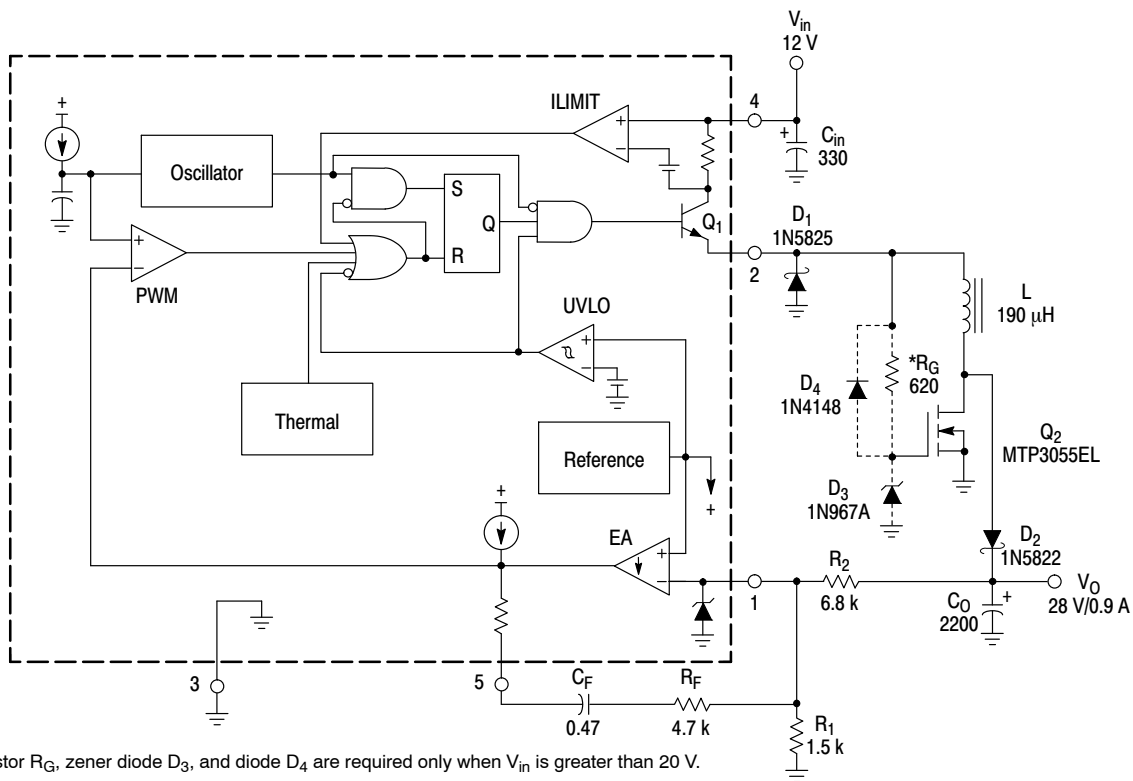 V_in
12 V
4
ILIMIT
+
−
+
C_in
330
+
Oscillator
S
Q
R
Q_1
D_1
1N5825
2
+
−
PWM
L
190 μH
UVLO
+
−
D_4
1N4148
*R_G
620
Thermal
Reference
+
Q_2
MTP3055EL
D_3
1N967A
+
EA
+
−
1
R_2
6.8 k
D_2
1N5822
V_O
28 V/0.9 A
C_O
2200
+
3
5
C_F
0.47
R_F
4.7 k
R_1
1.5 k
stor R_G, zener diode D_3, and diode D_4 are required only when V_in is greater than 20 V.